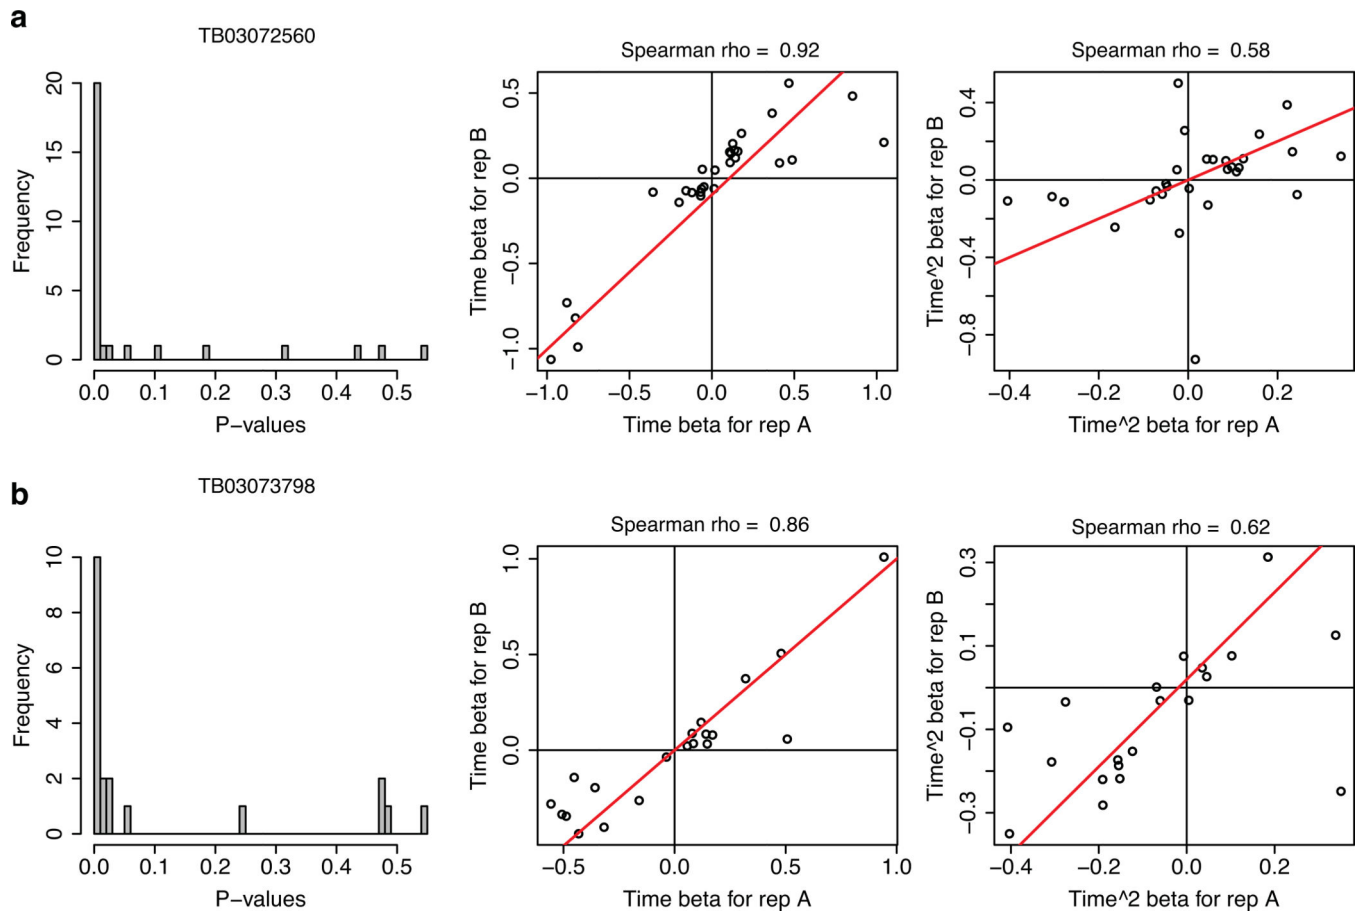 a
TB03072560
Frequency
0 5 10 15 20
0.0 0.1 0.2 0.3 0.4 0.5
P−values
Spearman rho = 0.92
Time beta for rep B
−1.0 −0.5 0.0 0.5
−1.0 −0.5 0.0 0.5 1.0
Time beta for rep A
Spearman rho = 0.58
Time^2 beta for rep B
−0.8 −0.4 0.0 0.4
−0.4 −0.2 0.0 0.2
Time^2 beta for rep A
b
TB03073798
Frequency
0 2 4 6 8 10
0.0 0.1 0.2 0.3 0.4 0.5
P−values
Spearman rho = 0.86
Time beta for rep B
0.0 0.5 1.0
−0.5 0.0 0.5 1.0
Time beta for rep A
Spearman rho = 0.62
Time^2 beta for rep B
−0.3 −0.1 0.1 0.3
−0.2 0.0 0.2
Time^2 beta for rep A